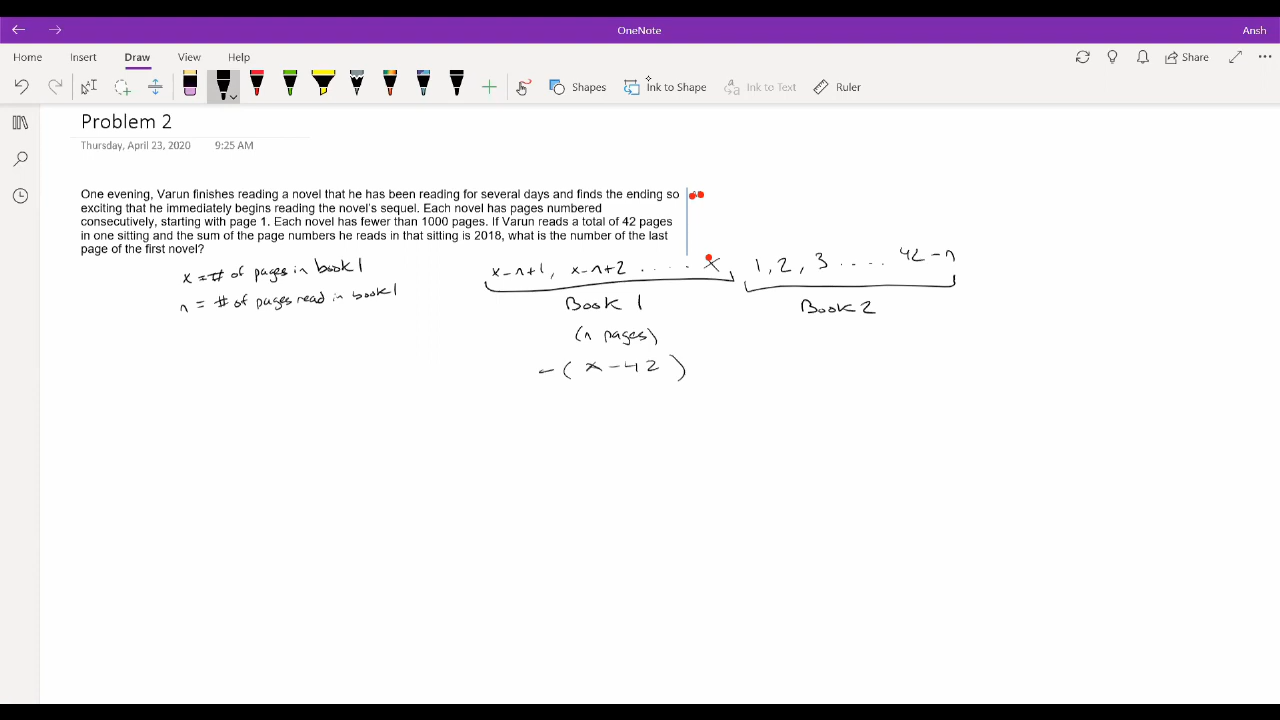 OneNote
Ansh
Home Insert Draw View Help
Share
Shapes Ink to Shape Ink to Text Ruler
Problem 2
Thursday, April 23, 2020 9:25 AM
One evening, Varun finishes reading a novel that he has been reading for several days and finds the ending so
exciting that he immediately begins reading the novel's sequel. Each novel has pages numbered
consecutively, starting with page 1. Each novel has fewer than 1000 pages. If Varun reads a total of 42 pages
in one sitting and the sum of the page numbers he reads in that sitting is 2018, what is the number of the last
page of the first novel?
x = # of pages in book 1
n = # of pages read in book 1
x-n+1, x-n+2 ..... x 1, 2, 3 ..... 42-n
Book 1 Book 2
(n pages)
-(x-42)